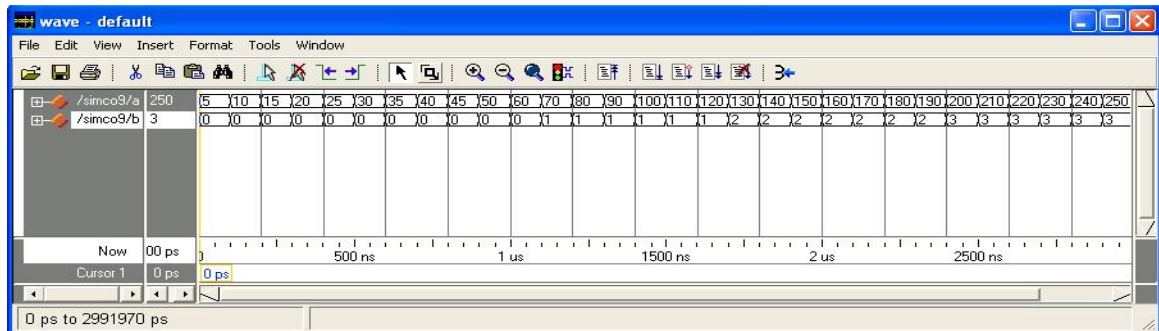 wave - default
File Edit View Insert Format Tools Window
/simco9/a 250 5 10 15 20 25 30 35 40 45 50 60 70 80 90 100 110 120 130 140 150 160 170 180 190 200 210 220 230 240 250
/simco9/b 3 0 0 0 0 0 0 0 0 0 0 0 1 1 1 1 1 1 2 2 2 2 2 2 2 3 3 3 3 3 3
Now 00 ps 500 ns 1 us 1500 ns 2 us 2500 ns
Cursor 1 0 ps 0 ps
0 ps to 2991970 ps